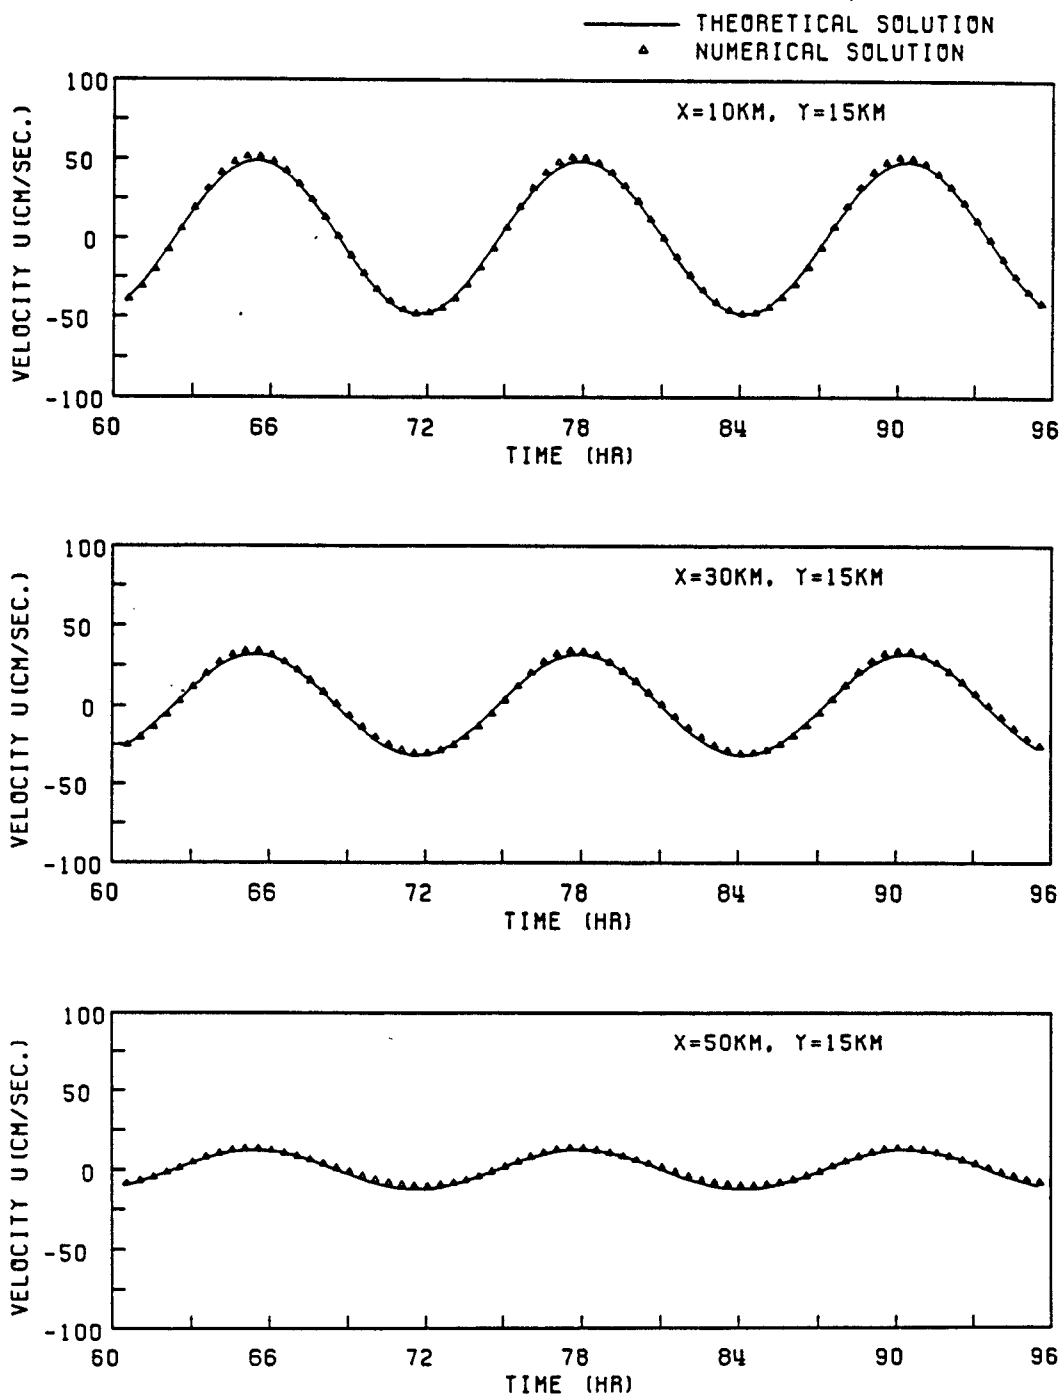 THEORETICAL SOLUTION
NUMERICAL SOLUTION
X=10KM, Y=15KM
VELOCITY U(CM/SEC.)
100
50
0
-50
-100
60 66 72 78 84 90 96
TIME (HR)
X=30KM, Y=15KM
VELOCITY U(CM/SEC.)
100
50
0
-50
-100
60 66 72 78 84 90 96
TIME (HR)
X=50KM, Y=15KM
VELOCITY U(CM/SEC.)
100
50
0
-50
-100
60 66 72 78 84 90 96
TIME (HR)